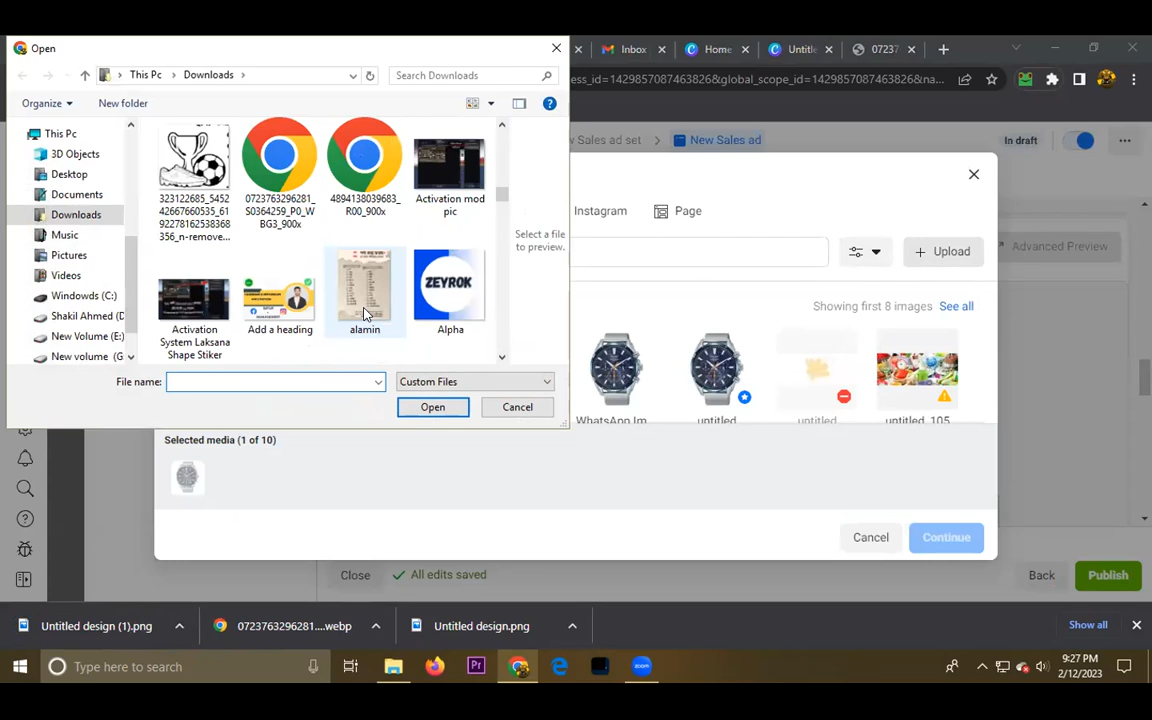 Open
Inbox
Home
Untitle
07237
This Pc
Downloads
Search Downloads
ess_id=1429857087463826&global_scope_id=1429857087463826&na...
Organize
New folder
?
This Pc
3D Objects
Desktop
Documents
Downloads
Music
Pictures
Videos
Windowds (C:)
Shakil Ahmed (D
New Volume (E:)
New volume (G
323122685_5452
42667660535_61
92278162538368
356_n-remove...
0723763296281_
S0364259_P0_W
BG3_900x
4894138039683_
R00_900x
Activation mod
pic
Activation
System Laksana
Shape Stiker
Add a heading
alamin
ZEYROK
Alpha
Select a file
to preview.
File name:
Custom Files
Open
Cancel
w Sales ad set
New Sales ad
In draft
Instagram
Page
Advanced Preview
+ Upload
Showing first 8 images
See all
WhatsApp Im
untitled
untitled
untitled_105
Selected media (1 of 10)
Cancel
Continue
Close
All edits saved
Back
Publish
Untitled design (1).png
0723763296281....webp
Untitled design.png
Show all
Type here to search
Pr
zoom
9:27 PM
2/12/2023